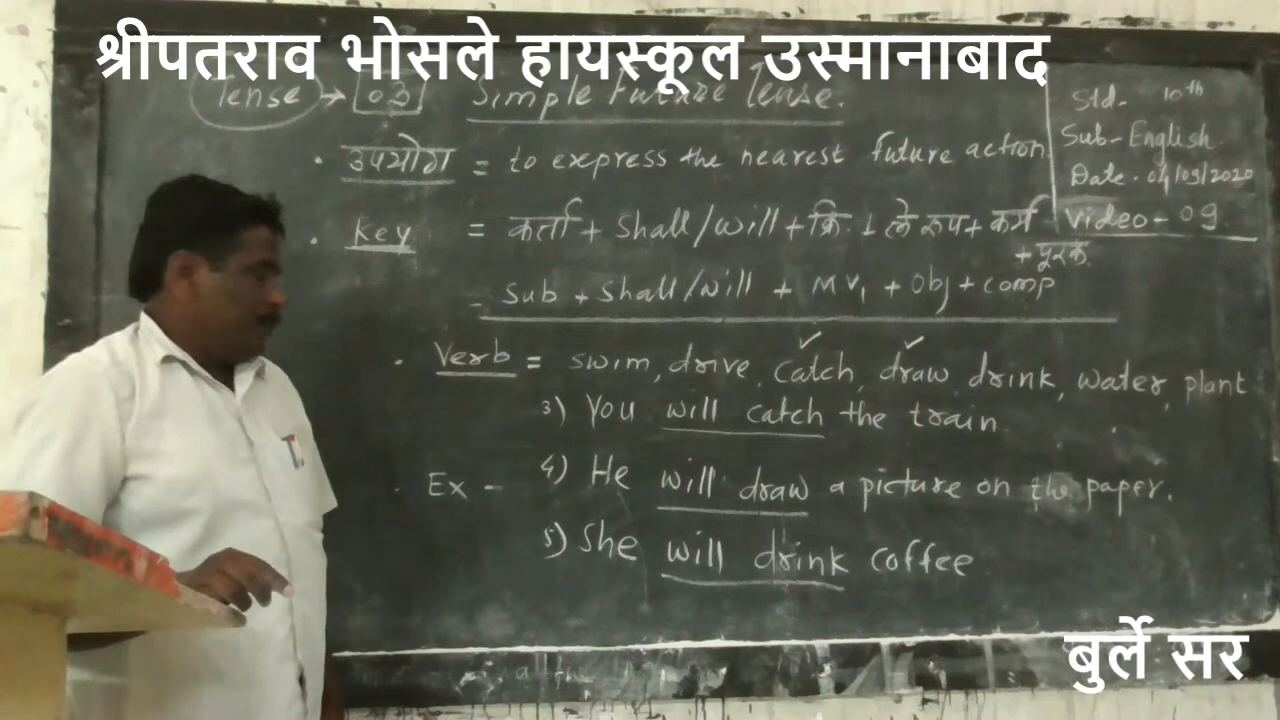 श्रीपतराव भोसले हायस्कूल उस्मानाबाद
Tense → 03 Simple Future Tense.
Std- 10th
Sub- English
Date. 04/09/2020
Video - 09
• उपयोग = to express the nearest future action
• Key = कर्ता + Shall/will + क्रि. 1 ले रूप + कर्म + पुरक.
= Sub + Shall/will + MV1 + Obj + comp
• Verb = swim, drive, catch, draw, drink, water, plant
3) You will catch the train.
Ex - 4) He will draw a picture on the paper.
5) She will drink coffee
बुर्ले सर